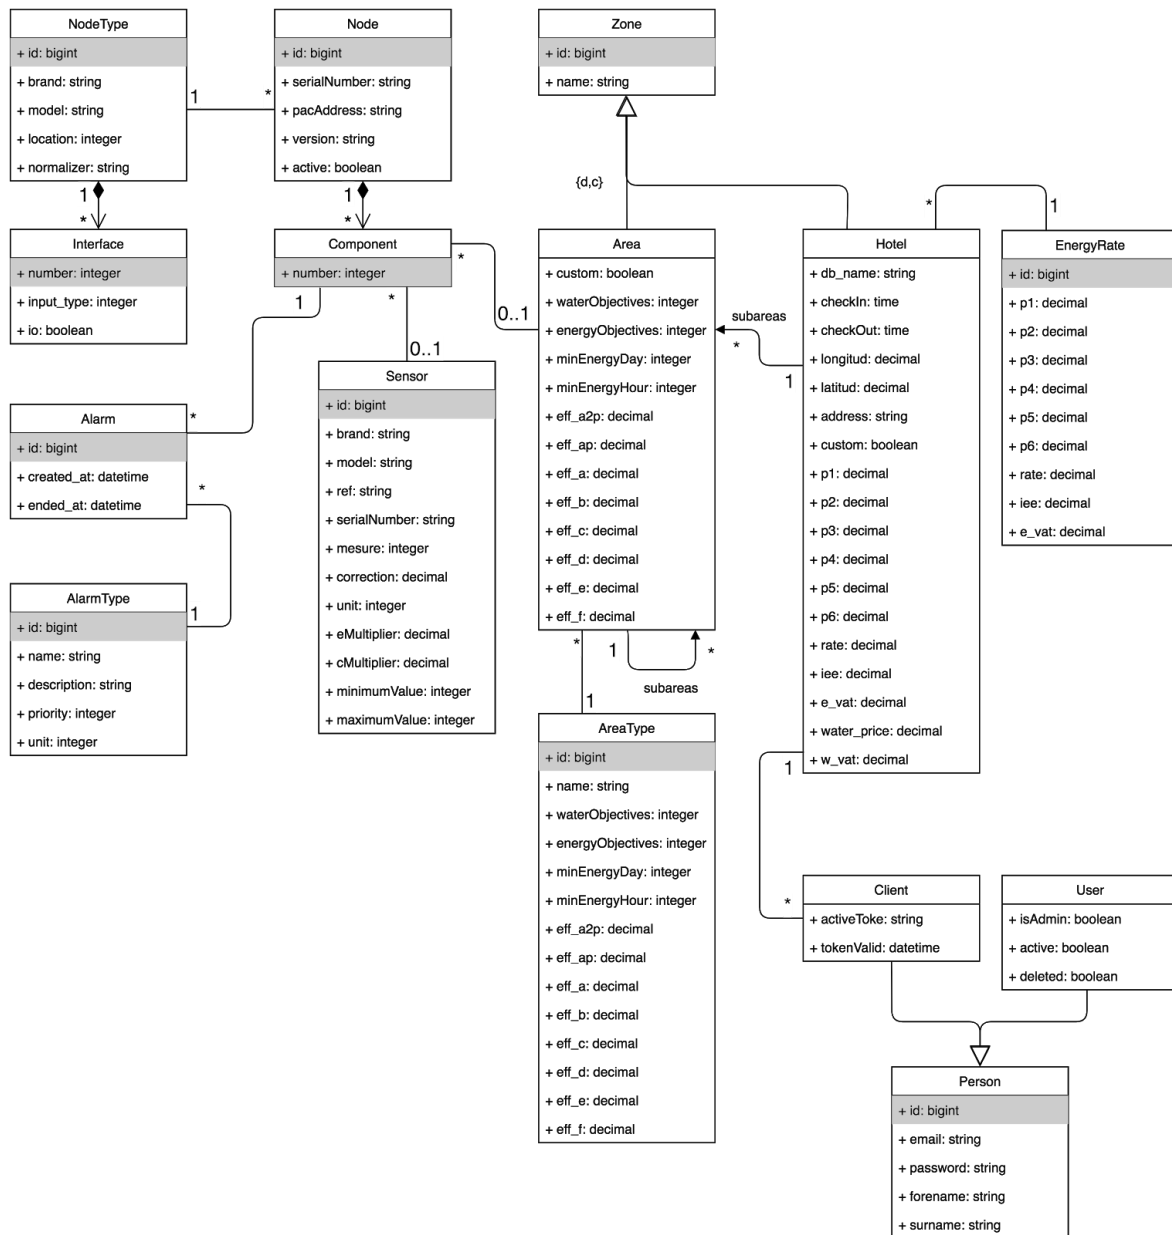 NodeType
+ id: bigint
+ brand: string
+ model: string
+ location: integer
+ normalizer: string
1
*
Node
+ id: bigint
+ serialNumber: string
+ pacAddress: string
+ version: string
+ active: boolean
Zone
+ id: bigint
+ name: string
1
*
Interface
+ number: integer
+ input_type: integer
+ io: boolean
1
*
Component
+ number: integer
*
0..1
{d,c}
Area
+ custom: boolean
+ waterObjectives: integer
+ energyObjectives: integer
+ minEnergyDay: integer
+ minEnergyHour: integer
+ eff_a2p: decimal
+ eff_ap: decimal
+ eff_a: decimal
+ eff_b: decimal
+ eff_c: decimal
+ eff_d: decimal
+ eff_e: decimal
+ eff_f: decimal
subareas
*
1
Hotel
+ db_name: string
+ checkIn: time
+ checkOut: time
+ longitud: decimal
+ latitud: decimal
+ address: string
+ custom: boolean
+ p1: decimal
+ p2: decimal
+ p3: decimal
+ p4: decimal
+ p5: decimal
+ p6: decimal
+ rate: decimal
+ iee: decimal
+ e_vat: decimal
+ water_price: decimal
+ w_vat: decimal
*
1
EnergyRate
+ id: bigint
+ p1: decimal
+ p2: decimal
+ p3: decimal
+ p4: decimal
+ p5: decimal
+ p6: decimal
+ rate: decimal
+ iee: decimal
+ e_vat: decimal
1
*
*
0..1
Sensor
+ id: bigint
+ brand: string
+ model: string
+ ref: string
+ serialNumber: string
+ mesure: integer
+ correction: decimal
+ unit: integer
+ eMultiplier: decimal
+ cMultiplier: decimal
+ minimumValue: integer
+ maximumValue: integer
Alarm
+ id: bigint
+ created_at: datetime
+ ended_at: datetime
*
1
AlarmType
+ id: bigint
+ name: string
+ description: string
+ priority: integer
+ unit: integer
*
1
1
*
subareas
AreaType
+ id: bigint
+ name: string
+ waterObjectives: integer
+ energyObjectives: integer
+ minEnergyDay: integer
+ minEnergyHour: integer
+ eff_a2p: decimal
+ eff_ap: decimal
+ eff_a: decimal
+ eff_b: decimal
+ eff_c: decimal
+ eff_d: decimal
+ eff_e: decimal
+ eff_f: decimal
1
*
Client
+ activeToke: string
+ tokenValid: datetime
User
+ isAdmin: boolean
+ active: boolean
+ deleted: boolean
Person
+ id: bigint
+ email: string
+ password: string
+ forename: string
+ surname: string